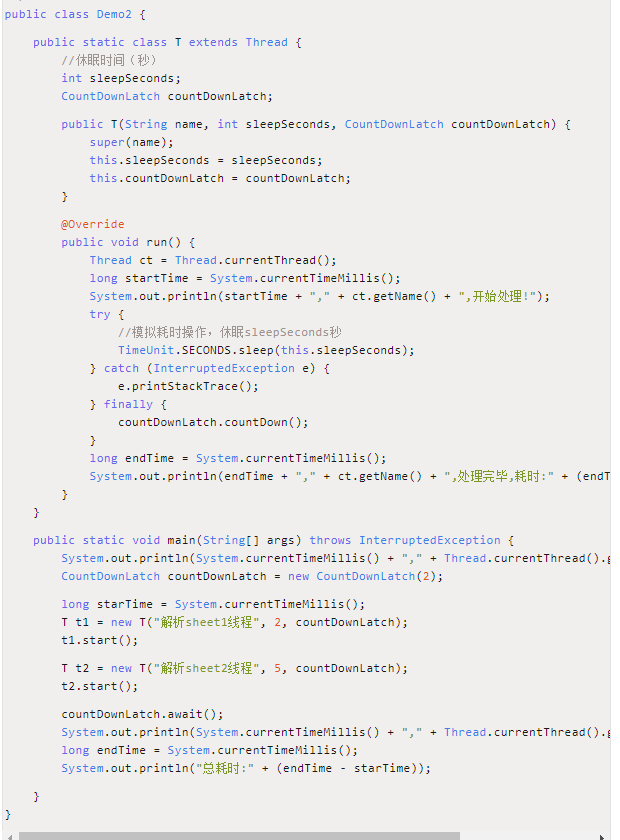 public class Demo2 {
public static class T extends Thread {
//休眠时间（秒）
int sleepSeconds;
CountDownLatch countDownLatch;
public T(String name, int sleepSeconds, CountDownLatch countDownLatch) {
super(name);
this.sleepSeconds = sleepSeconds;
this.countDownLatch = countDownLatch;
}
@Override
public void run() {
Thread ct = Thread.currentThread();
long startTime = System.currentTimeMillis();
System.out.println(startTime + "," + ct.getName() + ",开始处理!");
try {
//模拟耗时操作，休眠sleepSeconds秒
TimeUnit.SECONDS.sleep(this.sleepSeconds);
} catch (InterruptedException e) {
e.printStackTrace();
} finally {
countDownLatch.countDown();
}
long endTime = System.currentTimeMillis();
System.out.println(endTime + "," + ct.getName() + ",处理完毕,耗时:" + (endT
}
}
public static void main(String[] args) throws InterruptedException {
System.out.println(System.currentTimeMillis() + "," + Thread.currentThread().g
CountDownLatch countDownLatch = new CountDownLatch(2);
long starTime = System.currentTimeMillis();
T t1 = new T("解析sheet1线程", 2, countDownLatch);
t1.start();
T t2 = new T("解析sheet2线程", 5, countDownLatch);
t2.start();
countDownLatch.await();
System.out.println(System.currentTimeMillis() + "," + Thread.currentThread().g
long endTime = System.currentTimeMillis();
System.out.println("总耗时:" + (endTime - starTime));
}
}